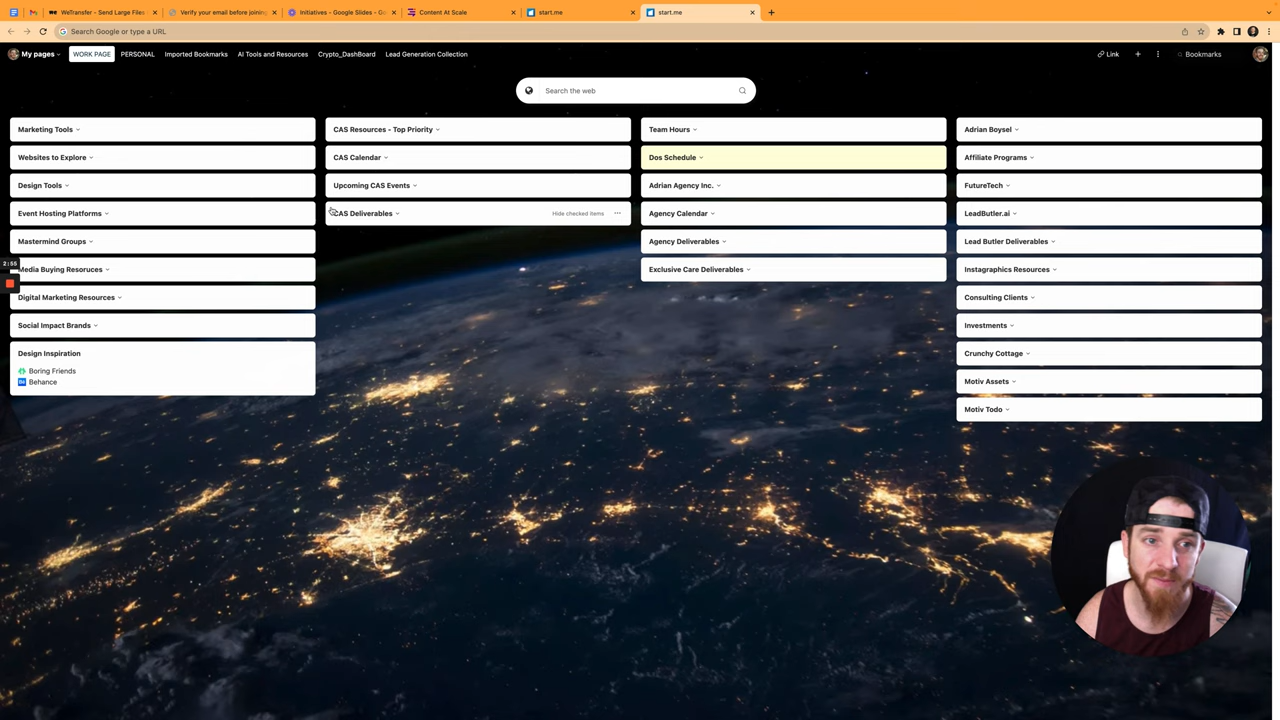 WeTransfer - Send Large Files
Verify your email before joining
Initiatives - Google Slides - Go
Content At Scale
start.me
start.me
Search Google or type a URL
My pages
WORK PAGE
PERSONAL
Imported Bookmarks
AI Tools and Resources
Crypto_DashBoard
Lead Generation Collection
Link
Bookmarks
Search the web
Marketing Tools
Websites to Explore
Design Tools
Event Hosting Platforms
Mastermind Groups
Media Buying Resoruces
Digital Marketing Resources
Social Impact Brands
Design Inspiration
Boring Friends
Bē Behance
CAS Resources - Top Priority
CAS Calendar
Upcoming CAS Events
CAS Deliverables
Hide checked items
Team Hours
Dos Schedule
Adrian Agency Inc.
Agency Calendar
Agency Deliverables
Exclusive Care Deliverables
Adrian Boysel
Affiliate Programs
FutureTech
LeadButler.ai
Lead Butler Deliverables
Instagraphics Resources
Consulting Clients
Investments
Crunchy Cottage
Motiv Assets
Motiv Todo
2:55